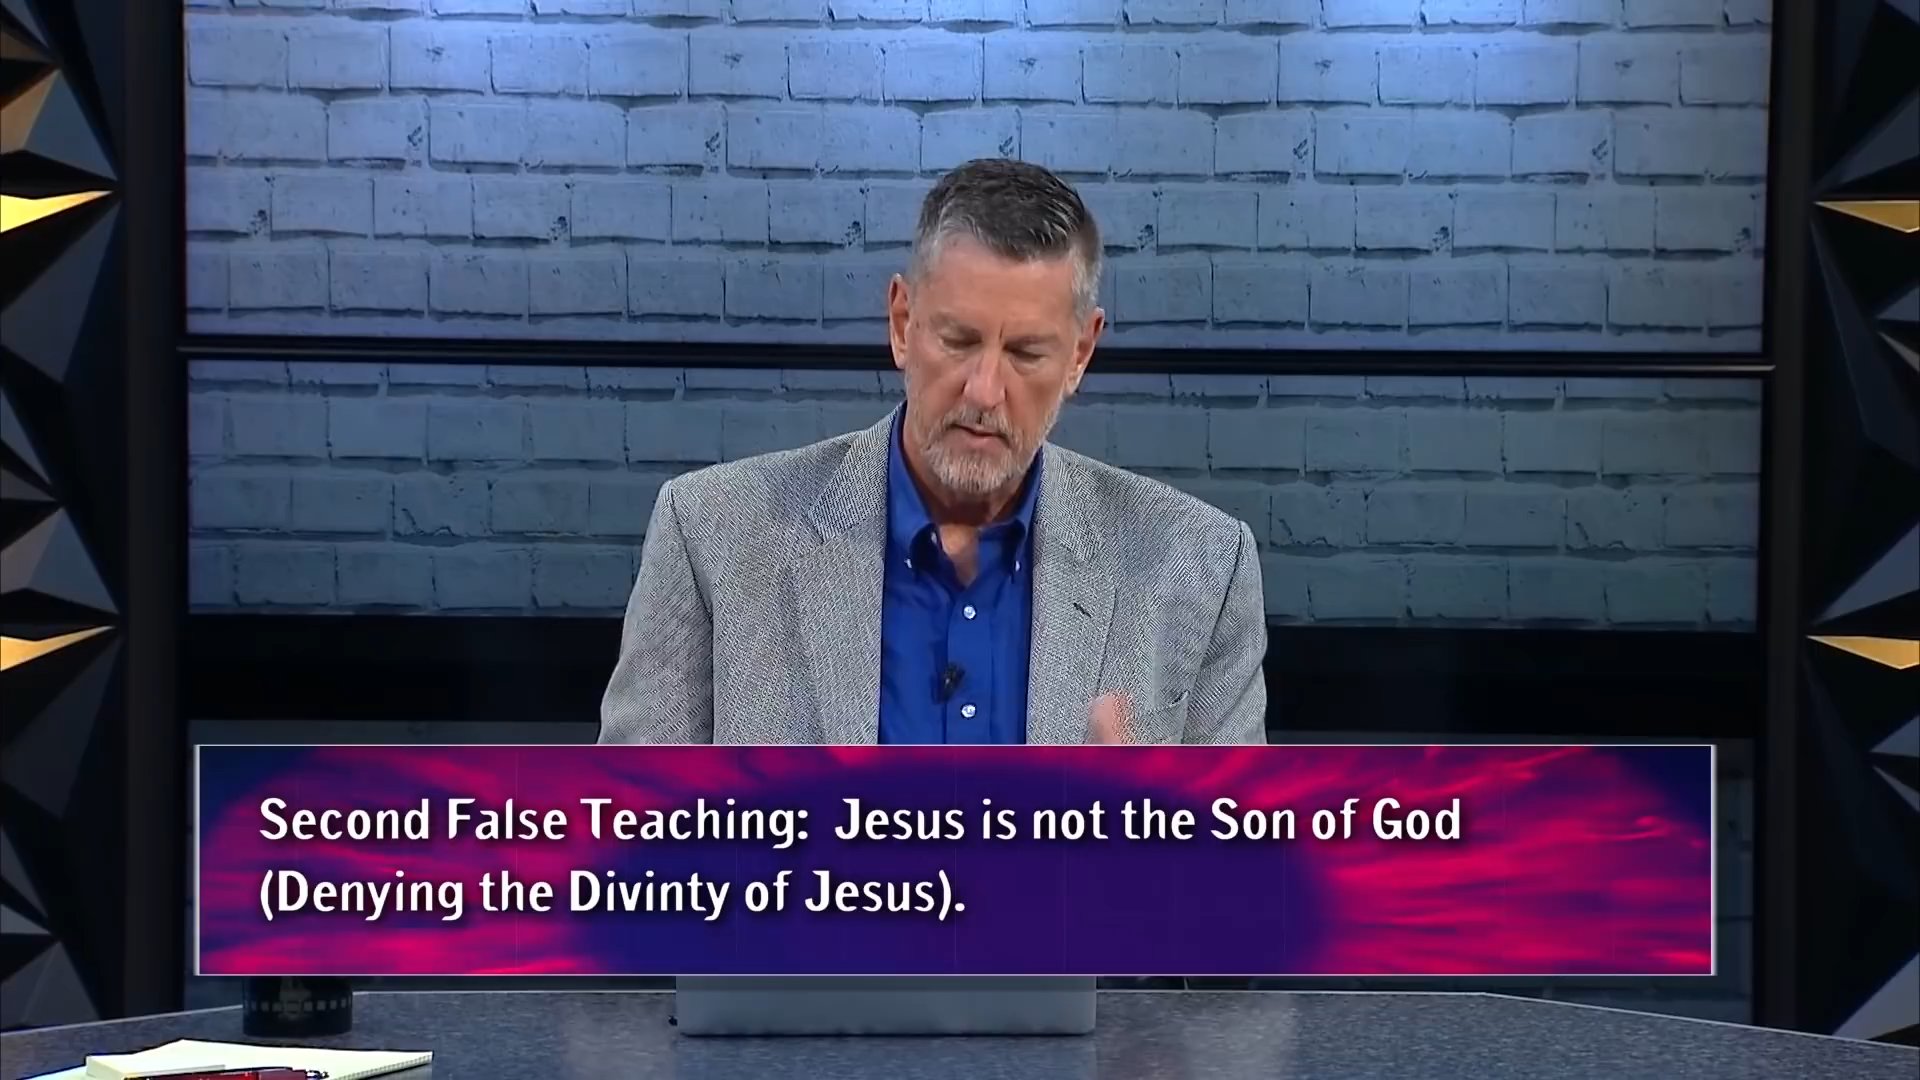 Second False Teaching: Jesus is not the Son of God
(Denying the Divinty of Jesus).